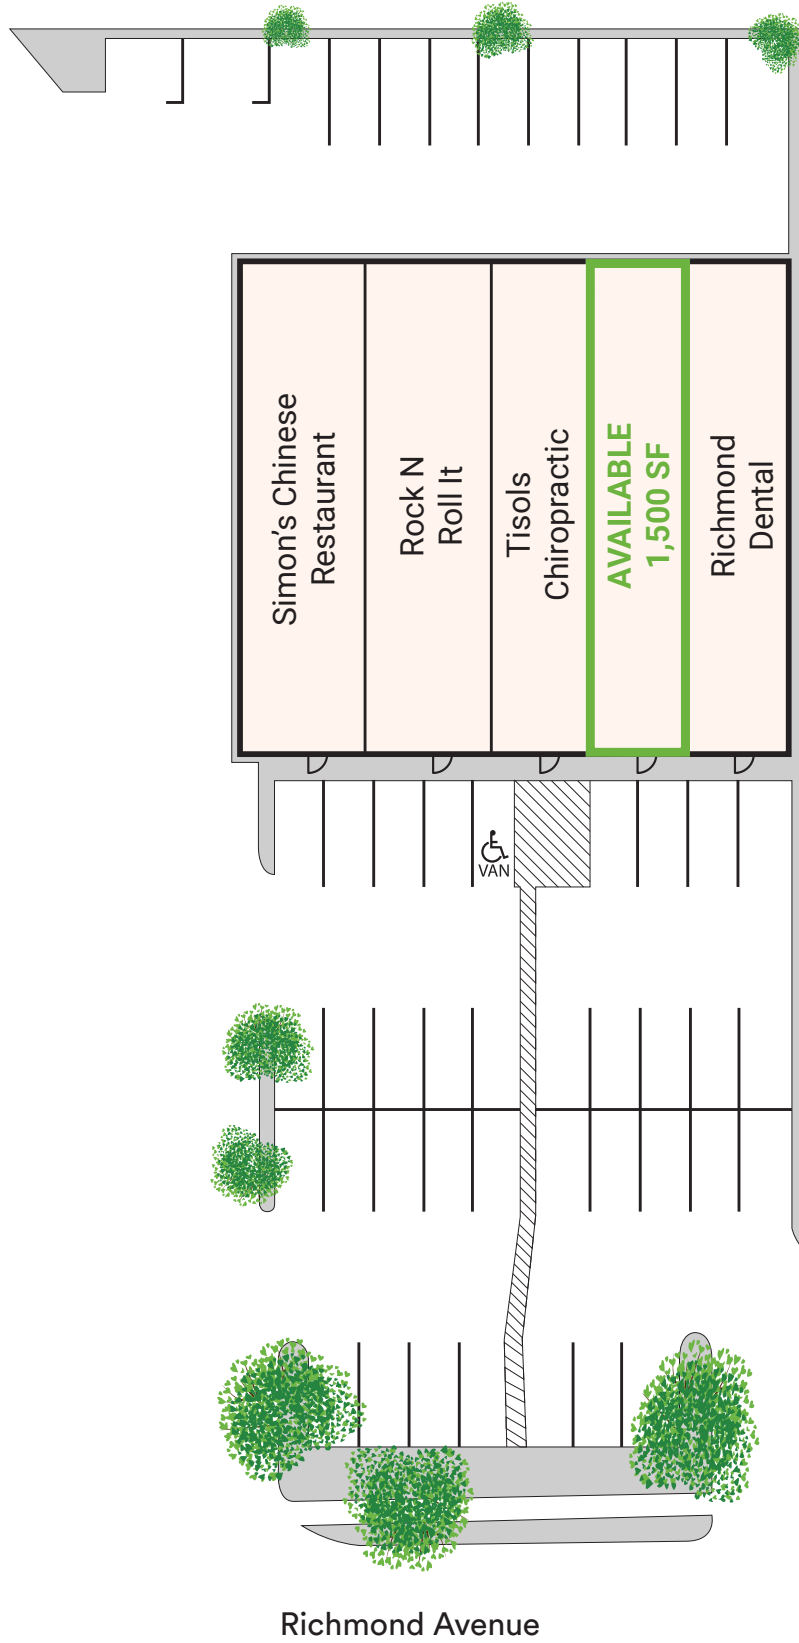 Simon's Chinese
Restaurant
Rock N
Roll It
Tisols
Chiropractic
AVAILABLE
1,500 SF
Richmond
Dental
VAN
Richmond Avenue